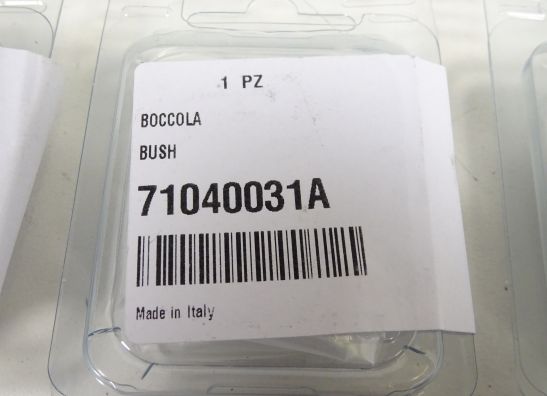 1 PZ
BOCCOLA
BUSH
71040031A
Made in Italy